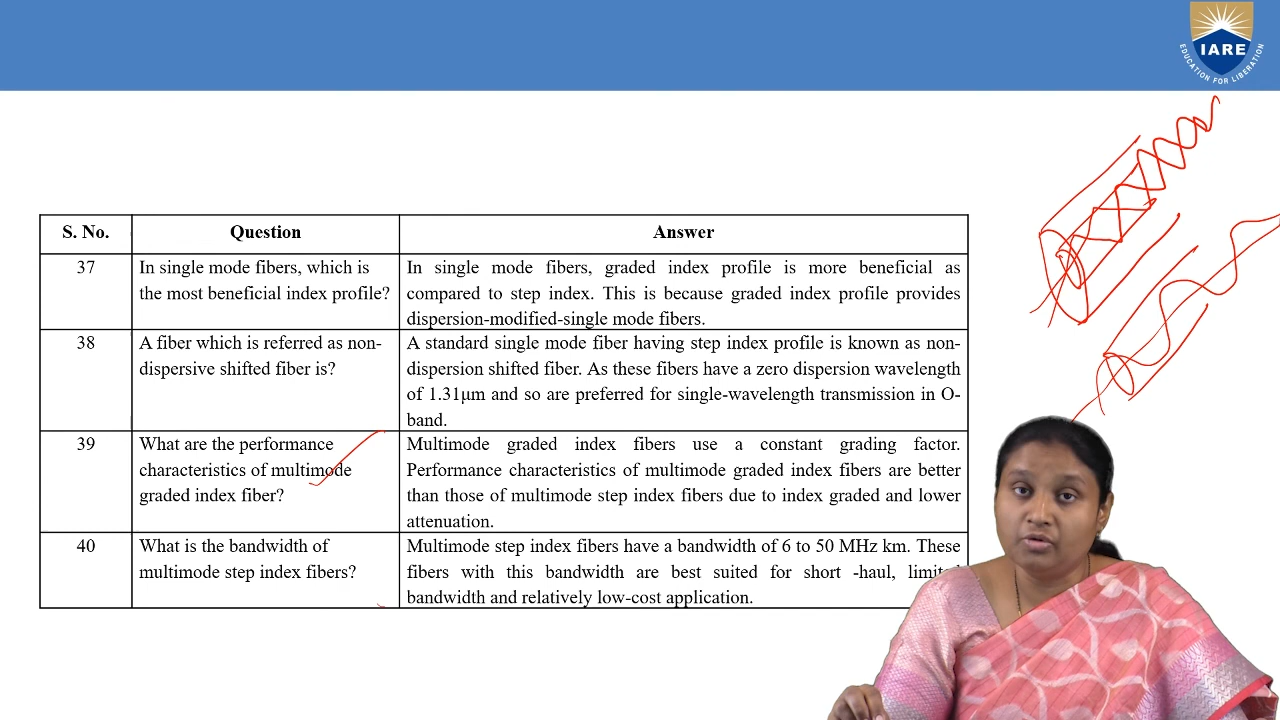 IARE
EDUCATION FOR LIBERATION
S. No.
Question
Answer
37
In single mode fibers, which is
the most beneficial index profile?
In single mode fibers, graded index profile is more beneficial as
compared to step index. This is because graded index profile provides
dispersion-modified-single mode fibers.
38
A fiber which is referred as non-
dispersive shifted fiber is?
A standard single mode fiber having step index profile is known as non-
dispersion shifted fiber. As these fibers have a zero dispersion wavelength
of 1.31μm and so are preferred for single-wavelength transmission in O-
band.
39
What are the performance
characteristics of multimode
graded index fiber?
Multimode graded index fibers use a constant grading factor.
Performance characteristics of multimode graded index fibers are better
than those of multimode step index fibers due to index graded and lower
attenuation.
40
What is the bandwidth of
multimode step index fibers?
Multimode step index fibers have a bandwidth of 6 to 50 MHz km. These
fibers with this bandwidth are best suited for short -haul, limited
bandwidth and relatively low-cost application.